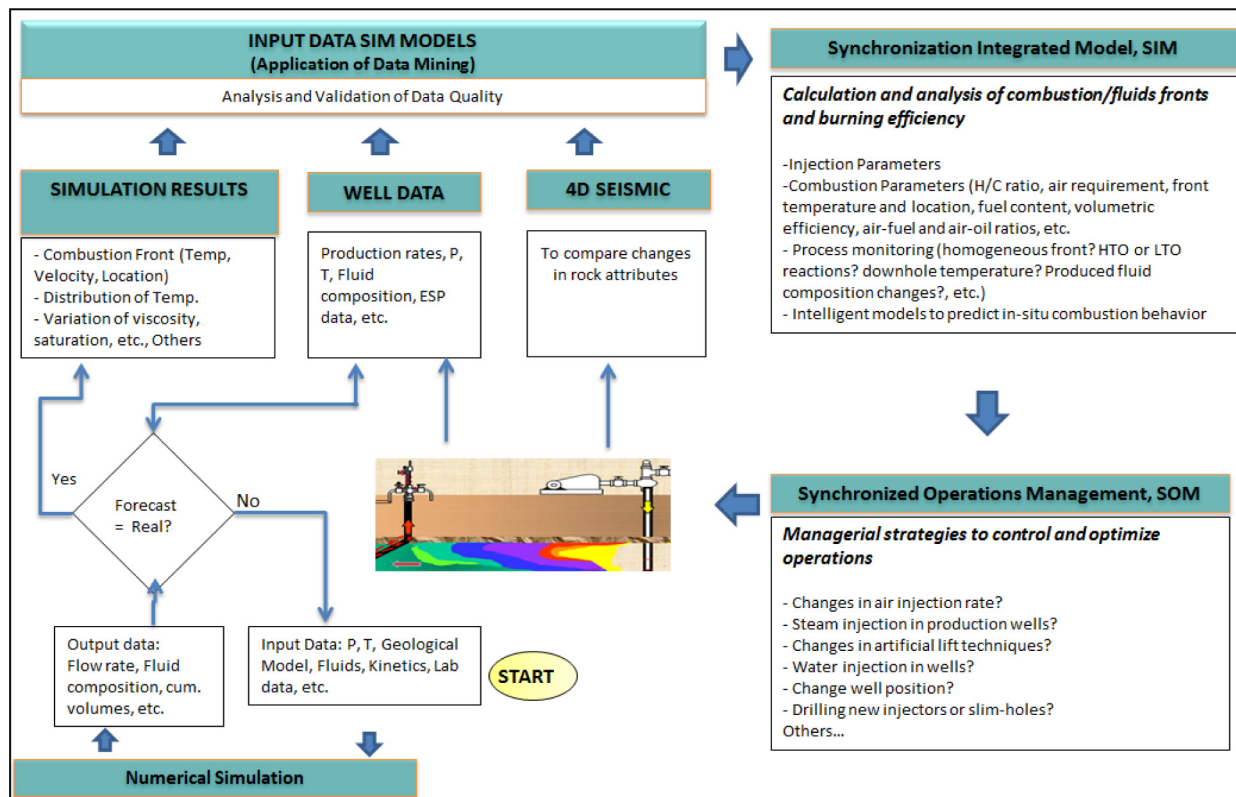 INPUT DATA SIM MODELS
(Application of Data Mining)
Analysis and Validation of Data Quality
Synchronization Integrated Model, SIM
Calculation and analysis of combustion/fluids fronts
and burning efficiency
-Injection Parameters
-Combustion Parameters (H/C ratio, air requirement, front
temperature and location, fuel content, volumetric
efficiency, air-fuel and air-oil ratios, etc.
- Process monitoring (homogeneous front? HTO or LTO
reactions? downhole temperature? Produced fluid
composition changes?, etc.)
- Intelligent models to predict in-situ combustion behavior
SIMULATION RESULTS
- Combustion Front (Temp,
Velocity, Location)
- Distribution of Temp.
- Variation of viscosity,
saturation, etc., Others
WELL DATA
Production rates, P,
T, Fluid
composition, ESP
data, etc.
4D SEISMIC
To compare changes
in rock attributes
Yes
Forecast
= Real?
No
Synchronized Operations Management, SOM
Managerial strategies to control and optimize
operations
- Changes in air injection rate?
- Steam injection in production wells?
- Changes in artificial lift techniques?
- Water injection in wells?
- Change well position?
- Drilling new injectors or slim-holes?
Others...
Output data:
Flow rate, Fluid
composition, cum.
volumes, etc.
Input Data: P, T, Geological
Model, Fluids, Kinetics, Lab
data, etc.
START
Numerical Simulation